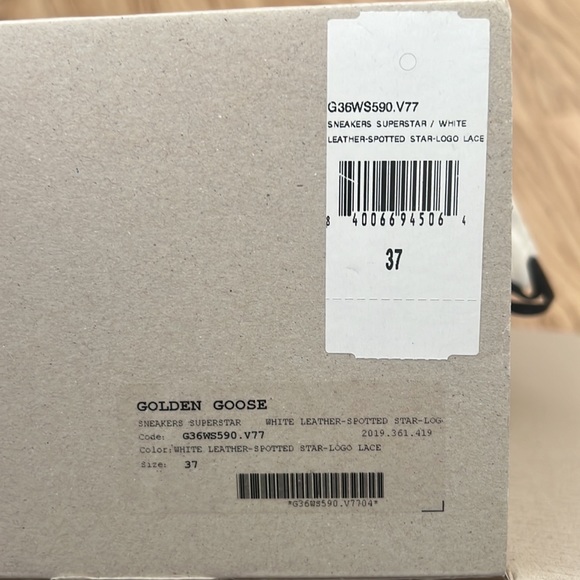 G36WS590.V77
SNEAKERS SUPERSTAR / WHITE
LEATHER-SPOTTED STAR-LOGO LACE
8 4006694506 4
37
GOLDEN GOOSE
SNEAKERS SUPERSTAR WHITE LEATHER-SPOTTED STAR-LOG
Code: G36WS590.V77 2019.361.419
Color:WHITE LEATHER-SPOTTED STAR-LOGO LACE
Size: 37
*G36WS590.V7704*